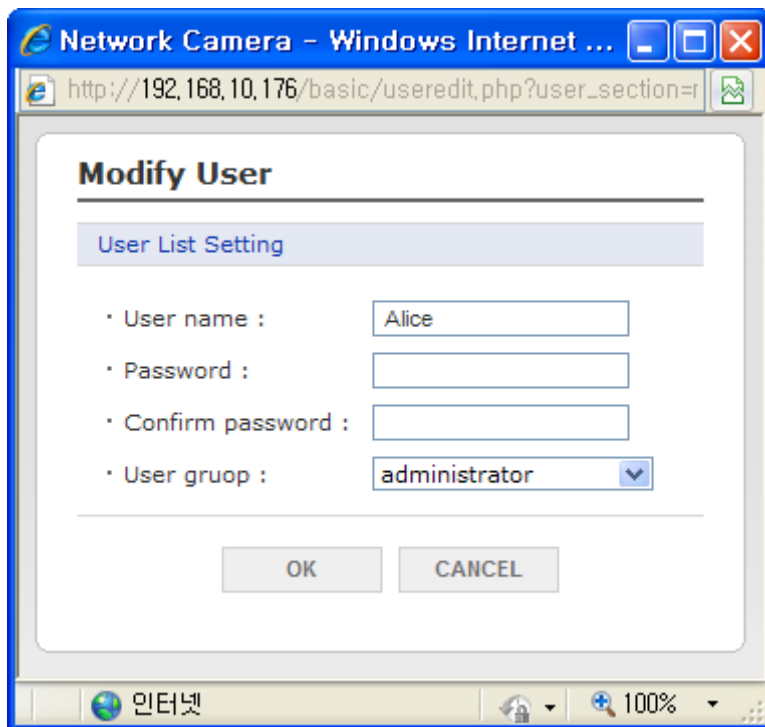 Network Camera - Windows Internet ...
http://192,168,10,176/basic/useredit,php?user_section=r
Modify User
User List Setting
· User name : Alice
· Password :
· Confirm password :
· User gruop : administrator
OK CANCEL
인터넷 100%